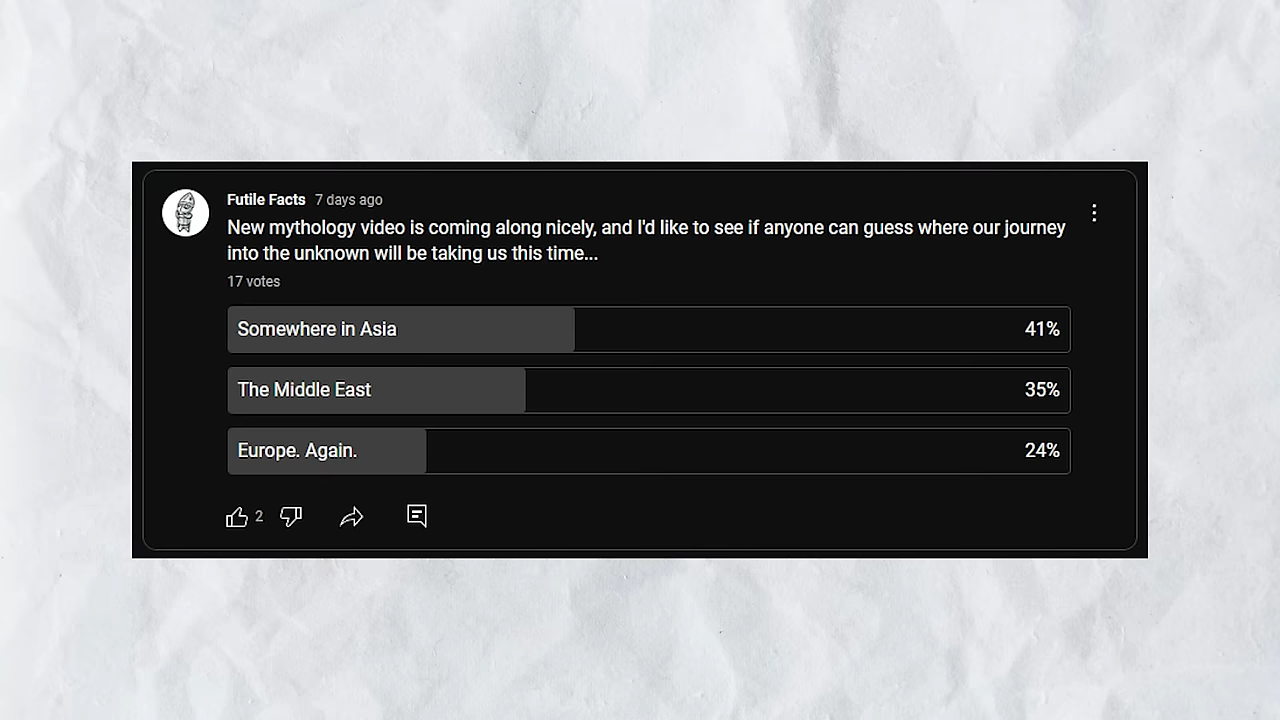 Futile Facts 7 days ago
New mythology video is coming along nicely, and I'd like to see if anyone can guess where our journey
into the unknown will be taking us this time...
17 votes
Somewhere in Asia 41%
The Middle East 35%
Europe. Again. 24%
2